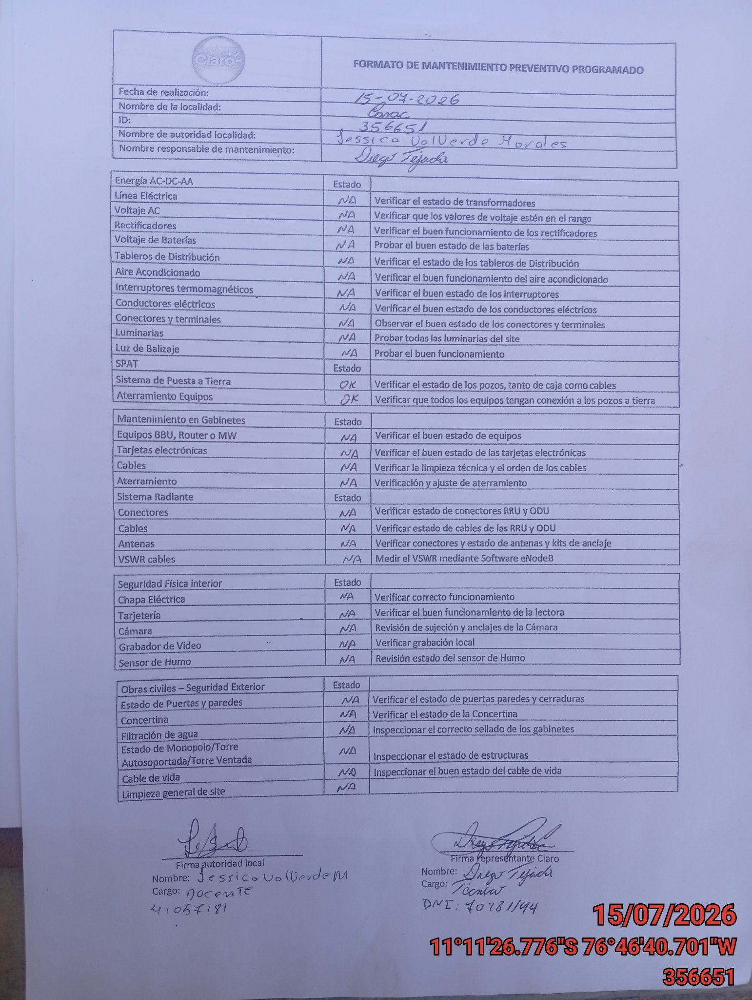 Claro
FORMATO DE MANTENIMIENTO PREVENTIVO PROGRAMADO
Fecha de realización: 15-07-2026
Nombre de la localidad: Carac
ID: 356651
Nombre de autoridad localidad: Jessica Valverde Morales
Nombre responsable de mantenimiento: Diego Tejada
Energía AC-DC-AA Estado
Línea Eléctrica NA Verificar el estado de transformadores
Voltaje AC NA Verificar que los valores de voltaje estén en el rango
Rectificadores NA Verificar el buen funcionamiento de los rectificadores
Voltaje de Baterías NA Probar el buen estado de las baterías
Tableros de Distribución NA Verificar el estado de los tableros de Distribución
Aire Acondicionado NA Verificar el buen funcionamiento del aire acondicionado
Interruptores termomagnéticos NA Verificar el buen estado de los interruptores
Conductores eléctricos NA Verificar el buen estado de los conductores eléctricos
Conectores y terminales NA Observar el buen estado de los conectores y terminales
Luminarias NA Probar todas las luminarias del site
Luz de Balizaje NA Probar el buen funcionamiento
SPAT Estado
Sistema de Puesta a Tierra OK Verificar el estado de los pozos, tanto de caja como cables
Aterramiento Equipos OK Verificar que todos los equipos tengan conexión a los pozos a tierra
Mantenimiento en Gabinetes Estado
Equipos BBU, Router o MW NA Verificar el buen estado de equipos
Tarjetas electrónicas NA Verificar el buen estado de las tarjetas electrónicas
Cables NA Verificar la limpieza técnica y el orden de los cables
Aterramiento NA Verificación y ajuste de aterramiento
Sistema Radiante Estado
Conectores NA Verificar estado de conectores RRU y ODU
Cables NA Verificar estado de cables de las RRU y ODU
Antenas NA Verificar conectores y estado de antenas y kits de anclaje
VSWR cables NA Medir el VSWR mediante Software eNodeB
Seguridad Física interior Estado
Chapa Eléctrica NA Verificar correcto funcionamiento
Tarjetería NA Verificar el buen funcionamiento de la lectora
Cámara NA Revisión de sujeción y anclajes de la Cámara
Grabador de Video NA Verificar grabación local
Sensor de Humo NA Revisión estado del sensor de Humo
Obras civiles – Seguridad Exterior Estado
Estado de Puertas y paredes NA Verificar el estado de puertas paredes y cerraduras
Concertina NA Verificar el estado de la Concertina
Filtración de agua NA Inspeccionar el correcto sellado de los gabinetes
Estado de Monopolo/Torre
Autosoportada/Torre Ventada NA Inspeccionar el estado de estructuras
Cable de vida NA Inspeccionar el buen estado del cable de vida
Limpieza general de site NA
Firma autoridad local
Nombre: Jessica Valverde M
Cargo: Docente
41057181
Diego Tejada
Firma representante Claro
Nombre: Diego Tejada
Cargo: Técnico
DNI: 70281144
15/07/2026
11°11'26.776"S 76°46'40.701"W
356651